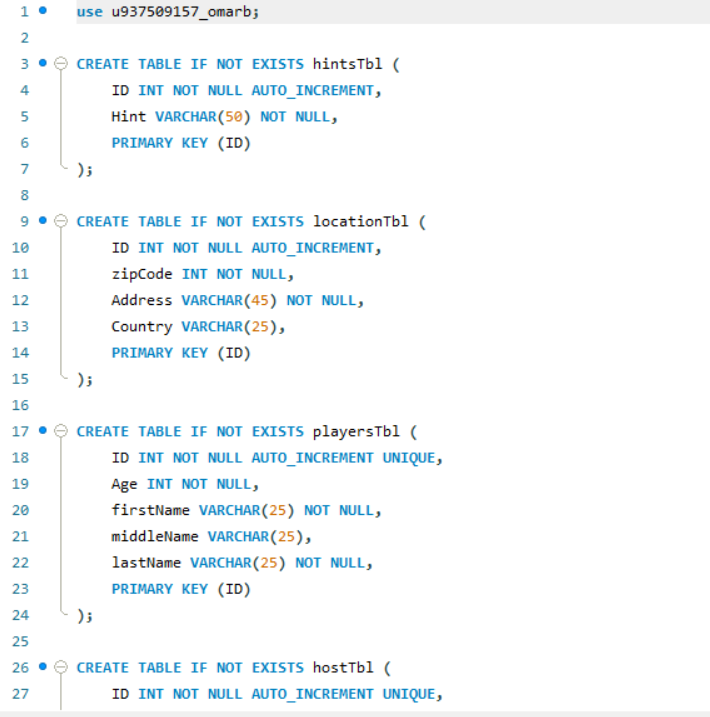 1 use u937509157_omarb;
2
3 CREATE TABLE IF NOT EXISTS hintsTbl (
4 ID INT NOT NULL AUTO_INCREMENT,
5 Hint VARCHAR(50) NOT NULL,
6 PRIMARY KEY (ID)
7 );
8
9 CREATE TABLE IF NOT EXISTS locationTbl (
10 ID INT NOT NULL AUTO_INCREMENT,
11 zipCode INT NOT NULL,
12 Address VARCHAR(45) NOT NULL,
13 Country VARCHAR(25),
14 PRIMARY KEY (ID)
15 );
16
17 CREATE TABLE IF NOT EXISTS playersTbl (
18 ID INT NOT NULL AUTO_INCREMENT UNIQUE,
19 Age INT NOT NULL,
20 firstName VARCHAR(25) NOT NULL,
21 middleName VARCHAR(25),
22 lastName VARCHAR(25) NOT NULL,
23 PRIMARY KEY (ID)
24 );
25
26 CREATE TABLE IF NOT EXISTS hostTbl (
27 ID INT NOT NULL AUTO_INCREMENT UNIQUE,